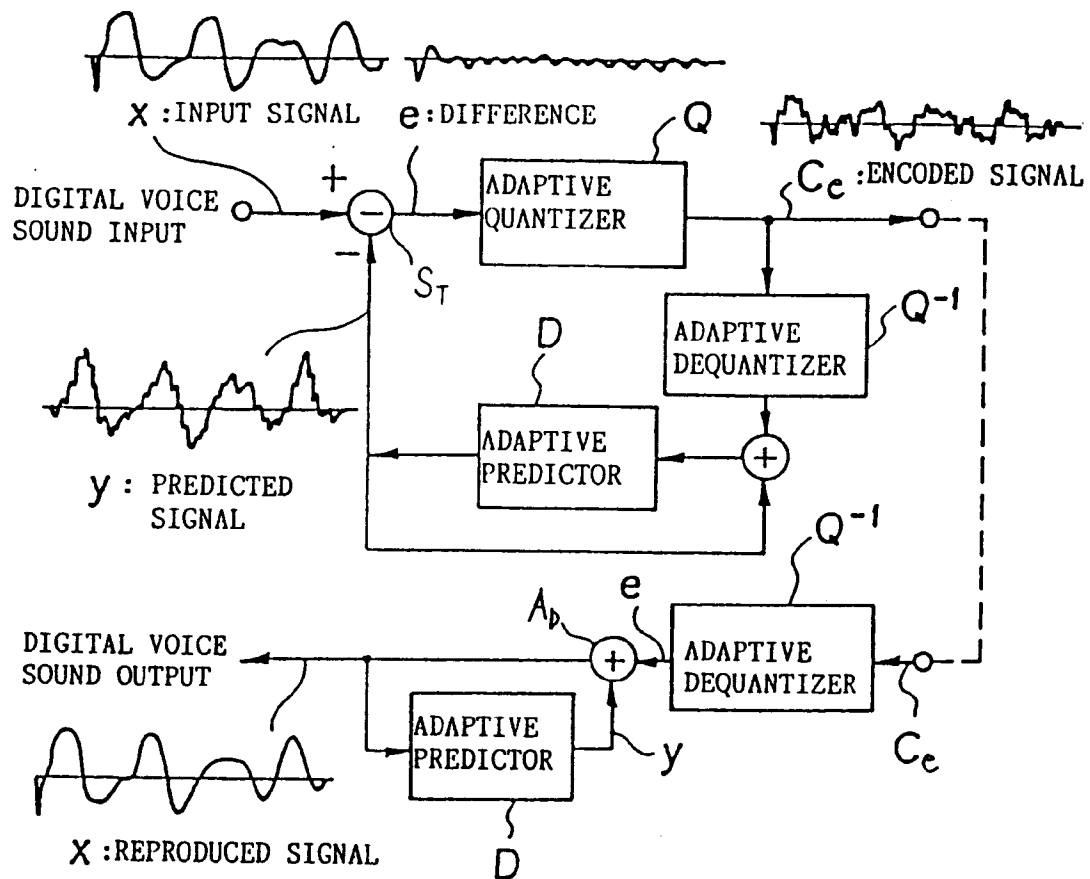 X : INPUT SIGNAL
e : DIFFERENCE
Q
+
DIGITAL VOICE
SOUND INPUT
−
−
S_T
ADAPTIVE
QUANTIZER
C_e : ENCODED SIGNAL
Q⁻¹
ADAPTIVE
DEQUANTIZER
D
ADAPTIVE
PREDICTOR
+
y : PREDICTED
SIGNAL
Q⁻¹
e
A_D
DIGITAL VOICE
SOUND OUTPUT
+
ADAPTIVE
DEQUANTIZER
C_e
ADAPTIVE
PREDICTOR
y
X : REPRODUCED SIGNAL
D